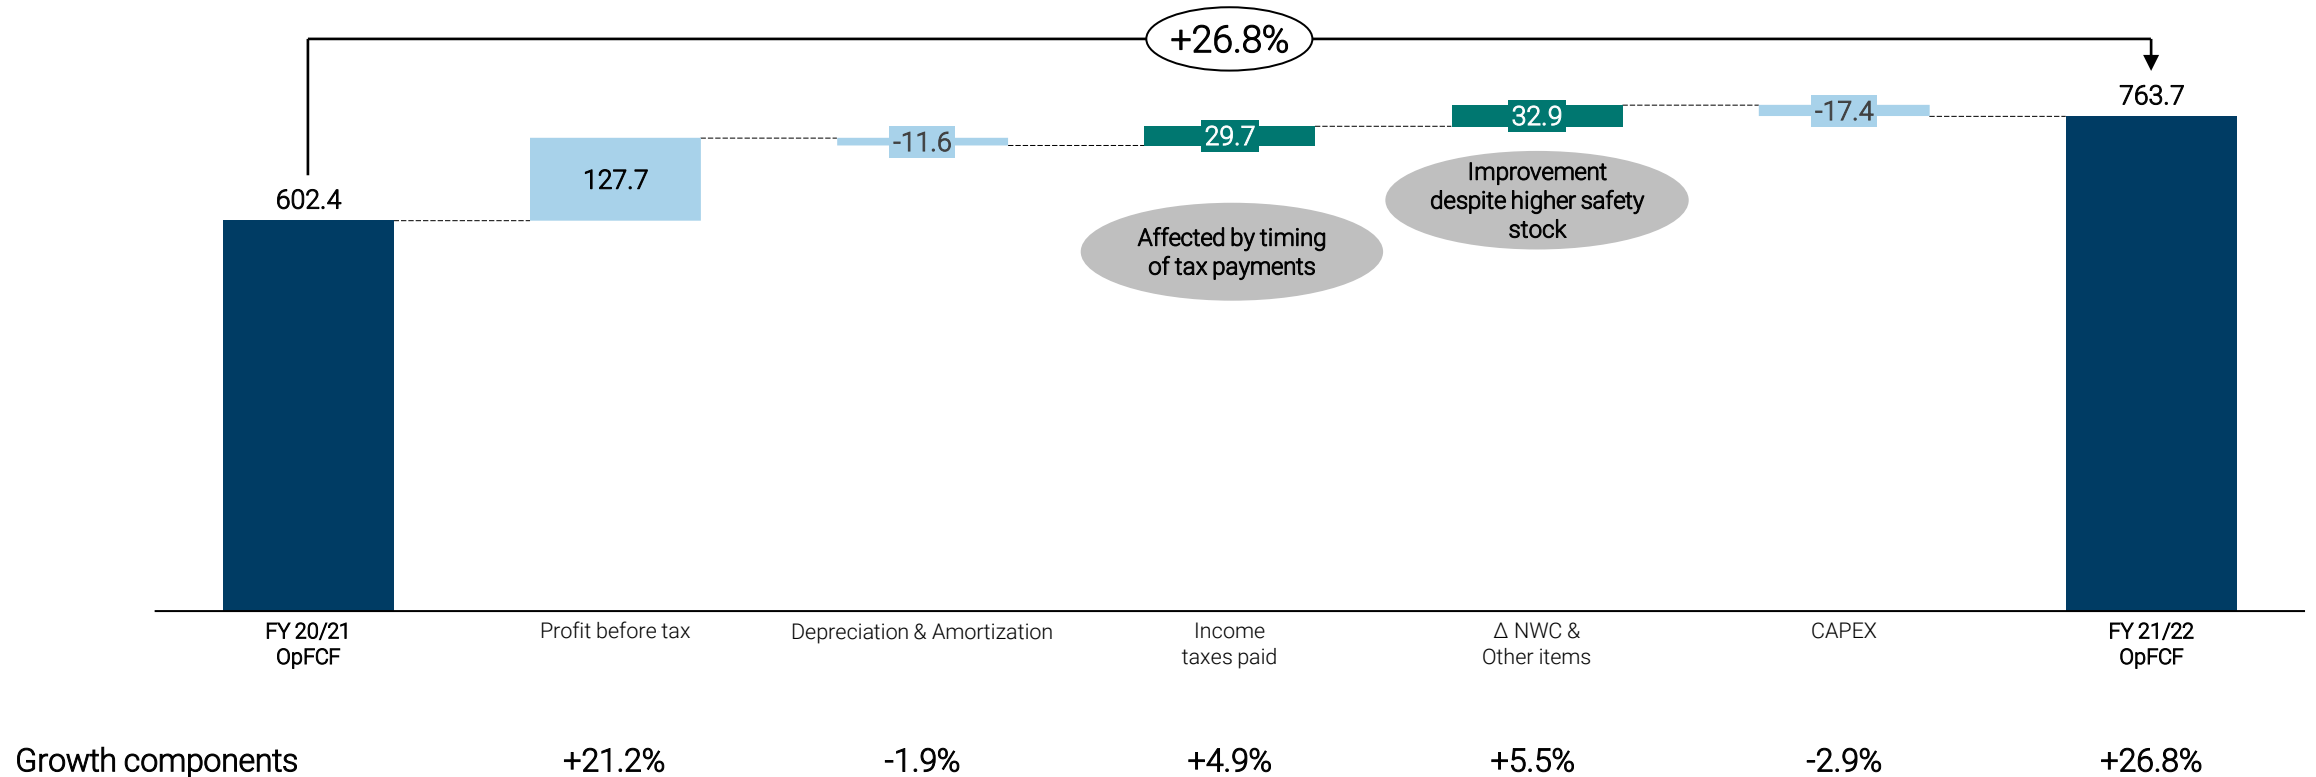 +26.8%
602.4
127.7
-11.6
29.7
32.9
-17.4
763.7
Affected by timing
of tax payments
Improvement
despite higher safety
stock
FY 20/21
OpFCF
Profit before tax
Depreciation & Amortization
Income
taxes paid
Δ NWC &
Other items
CAPEX
FY 21/22
OpFCF
Growth components
+21.2%
-1.9%
+4.9%
+5.5%
-2.9%
+26.8%